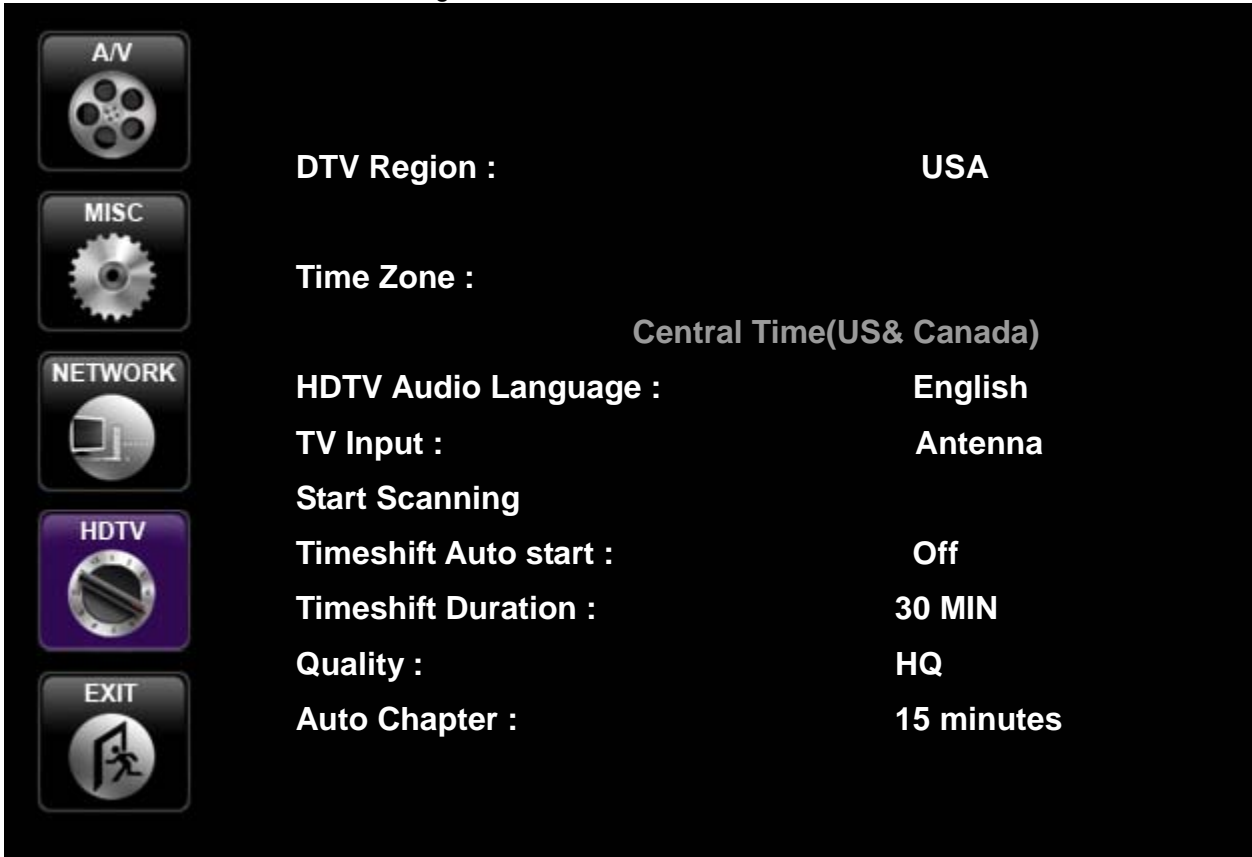 A/V
DTV Region : USA
MISC
Time Zone :
Central Time(US& Canada)
NETWORK
HDTV Audio Language : English
TV Input : Antenna
Start Scanning
HDTV
Timeshift Auto start : Off
Timeshift Duration : 30 MIN
Quality : HQ
EXIT
Auto Chapter : 15 minutes